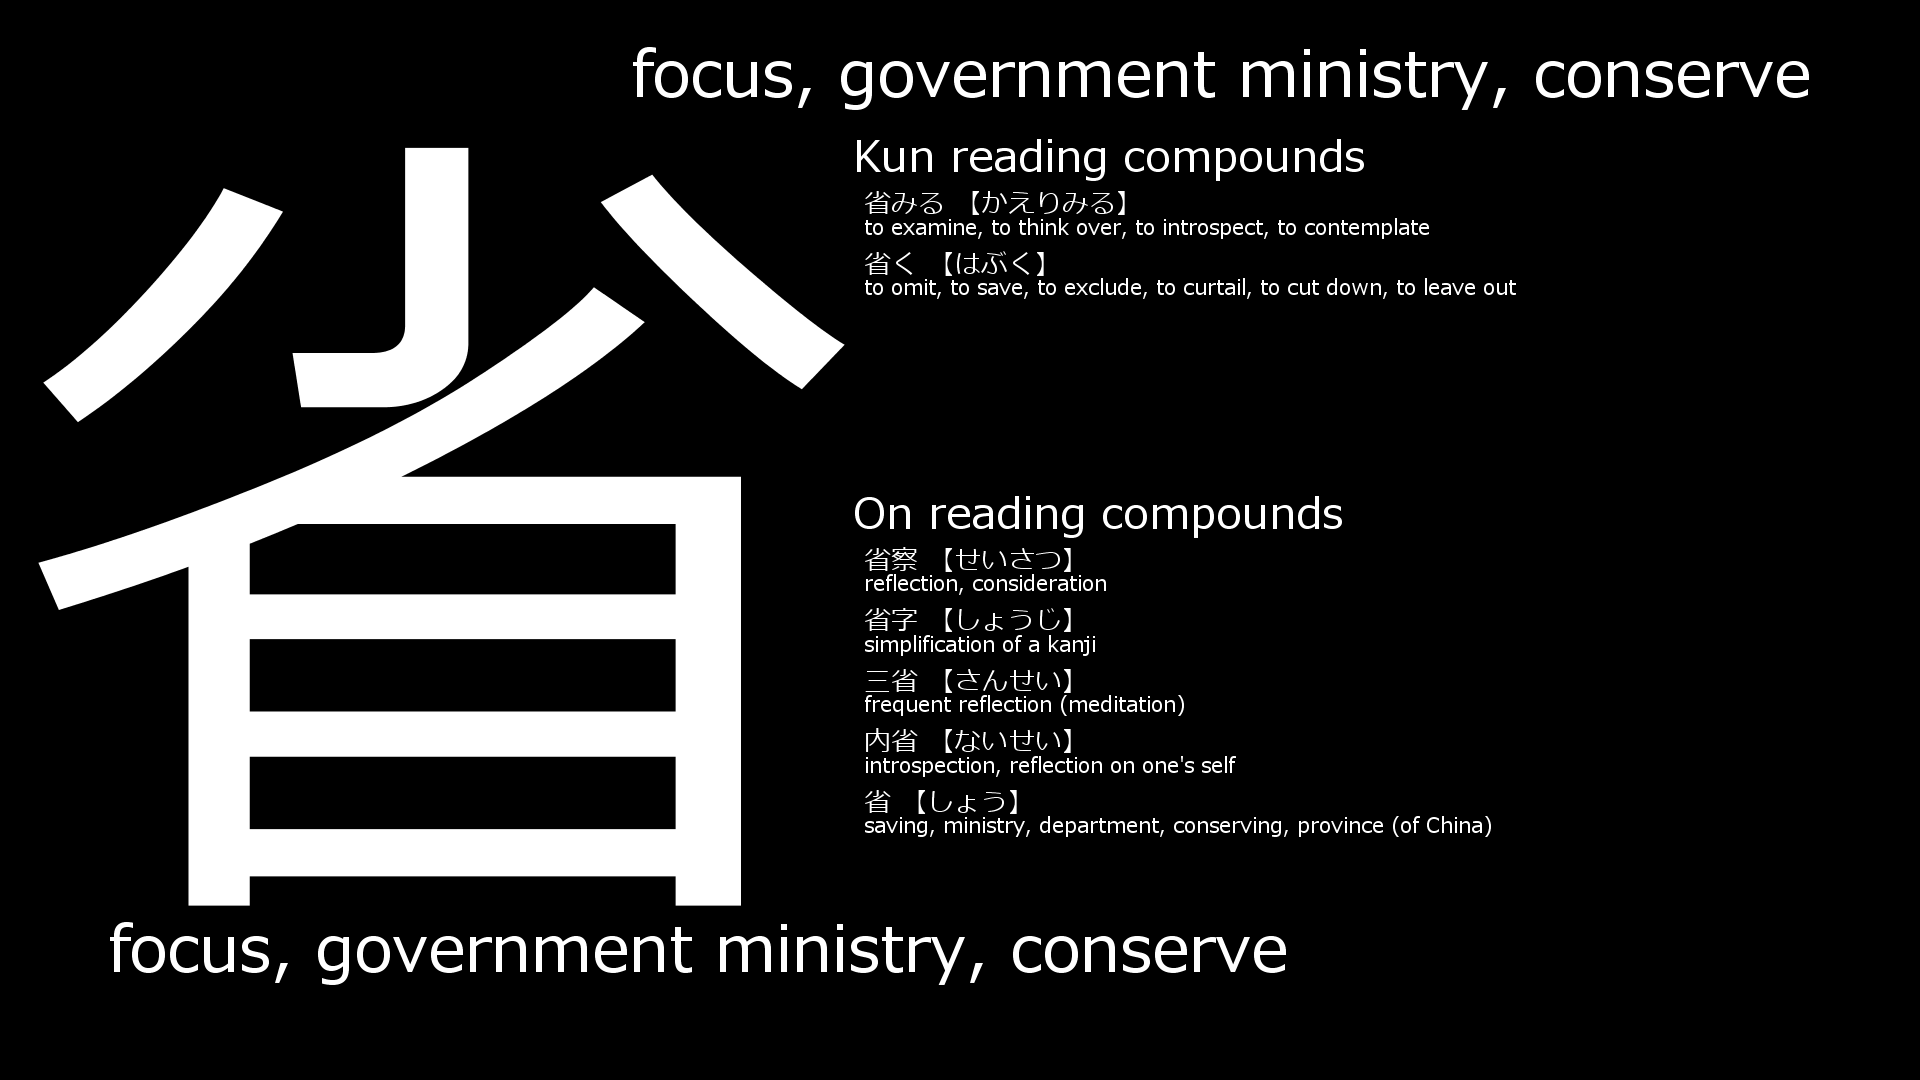 focus, government ministry, conserve
省
Kun reading compounds
省みる 【かえりみる】
to examine, to think over, to introspect, to contemplate
省く 【はぶく】
to omit, to save, to exclude, to curtail, to cut down, to leave out
On reading compounds
省察 【せいさつ】
reflection, consideration
省字 【しょうじ】
simplification of a kanji
三省 【さんせい】
frequent reflection (meditation)
内省 【ないせい】
introspection, reflection on one's self
省 【しょう】
saving, ministry, department, conserving, province (of China)
focus, government ministry, conserve